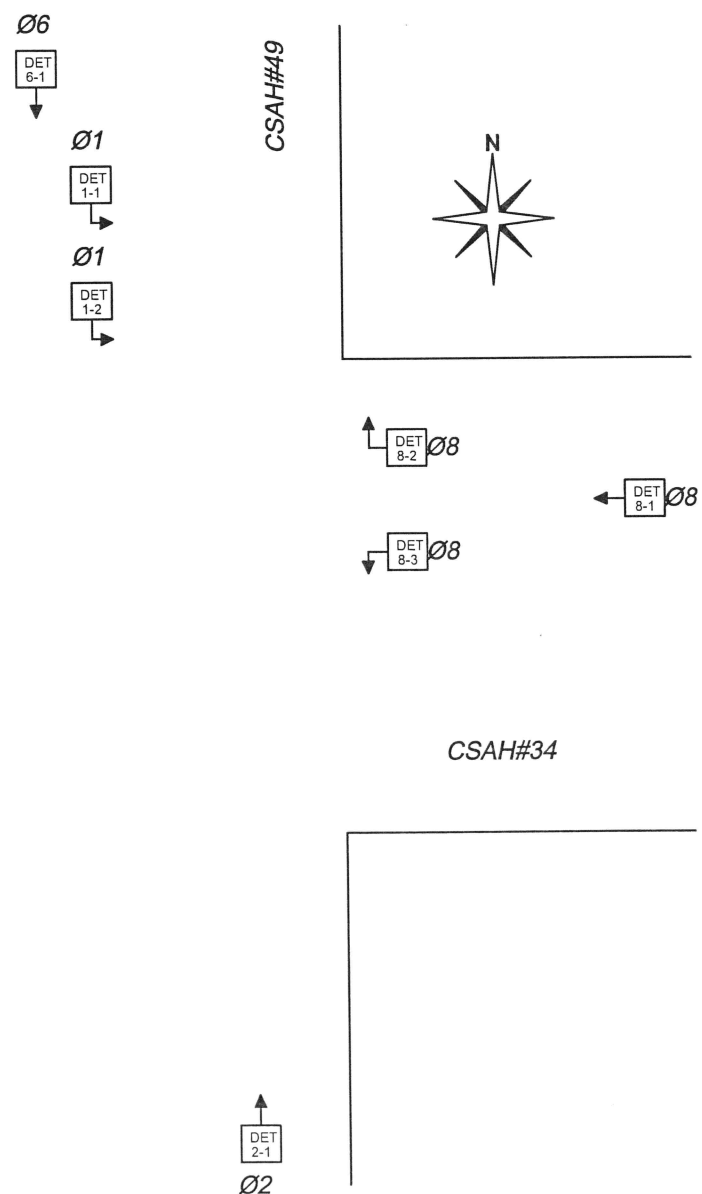 Ø6
DET
6-1
CSAH#49
Ø1
DET
1-1
N
Ø1
DET
1-2
DET
8-2
Ø8
DET
8-1
Ø8
DET
8-3
Ø8
CSAH#34
DET
2-1
Ø2